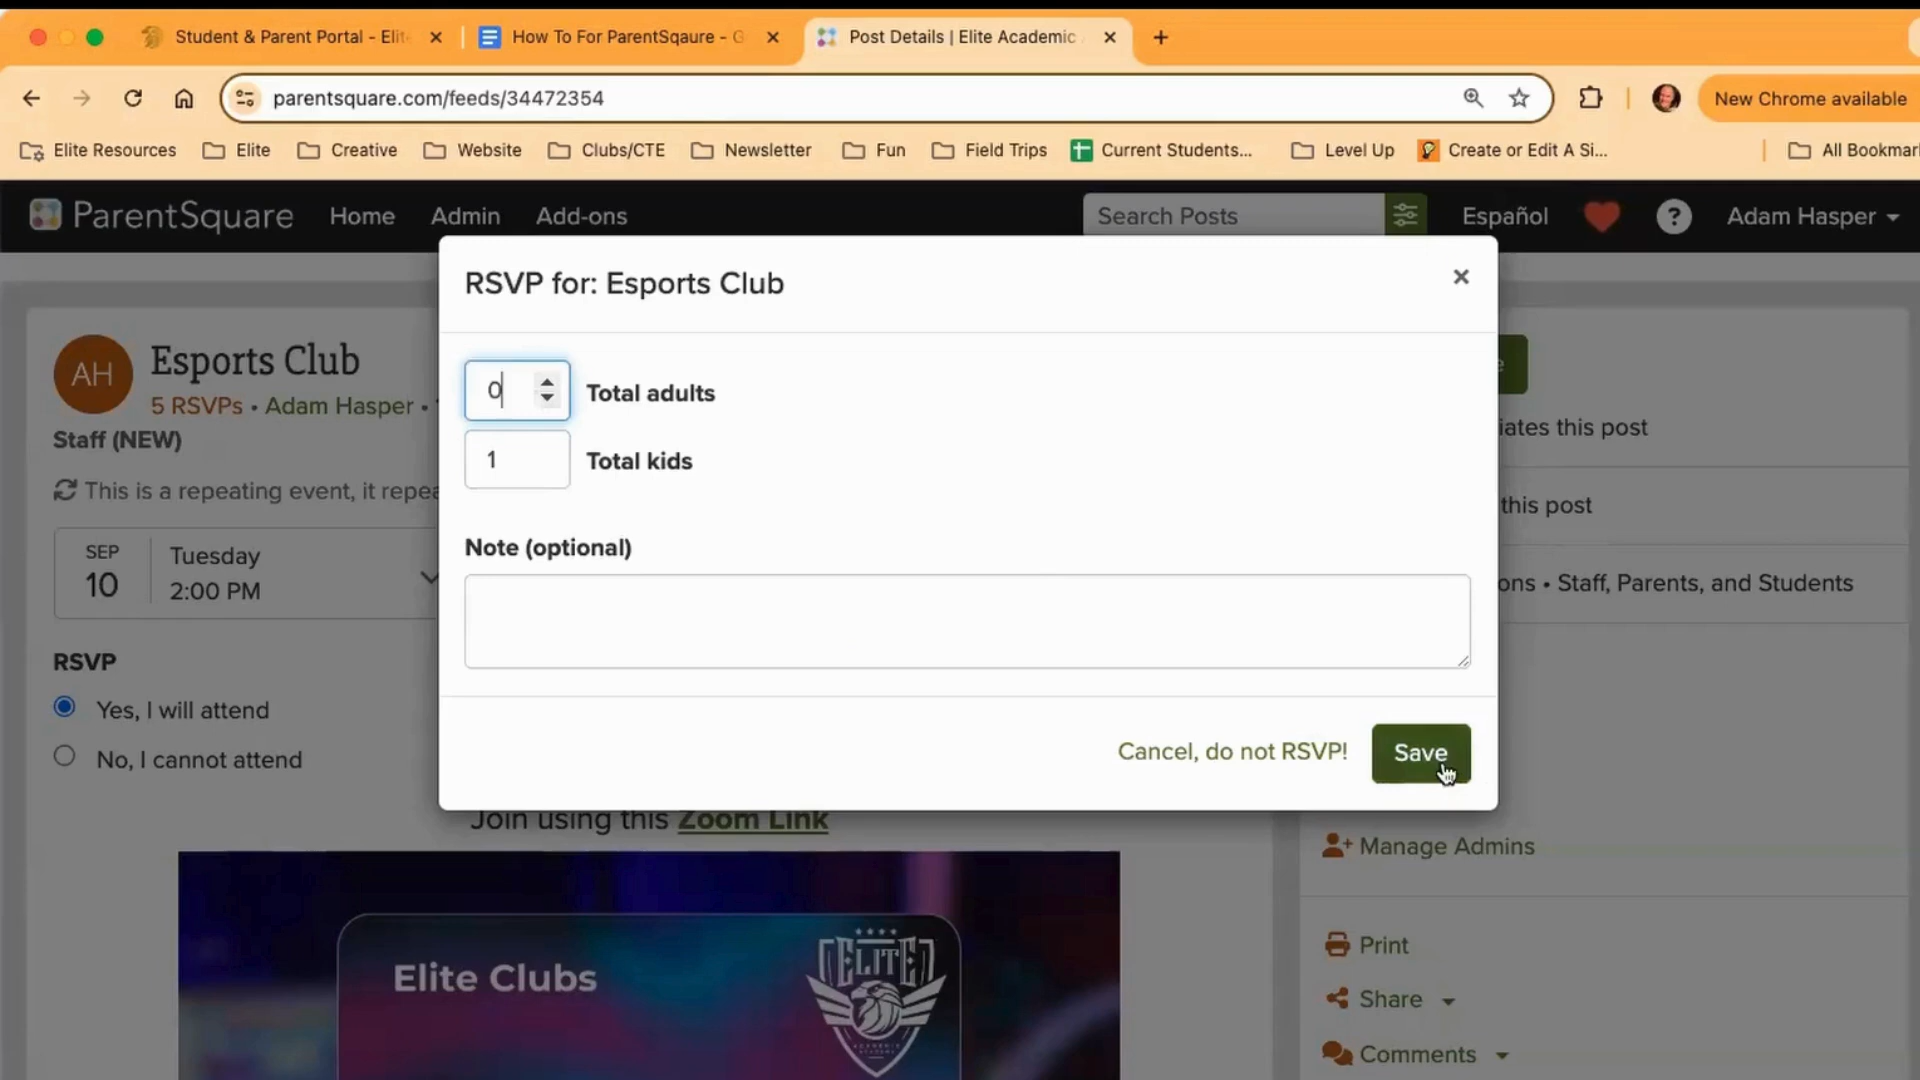 Student & Parent Portal - Elit
How To For ParentSqaure - G
Post Details | Elite Academic
parentsquare.com/feeds/34472354
New Chrome available
Elite Resources
Elite
Creative
Website
Clubs/CTE
Newsletter
Fun
Field Trips
Current Students...
Level Up
Create or Edit A Si...
All Bookmar
ParentSquare
Home
Admin
Add-ons
Search Posts
Español
?
Adam Hasper
RSVP for: Esports Club
×
0 Total adults
1 Total kids
Note (optional)
Cancel, do not RSVP!
Save
AH
Esports Club
5 RSVPs • Adam Hasper •
Staff (NEW)
This is a repeating event, it repea
SEP
10
Tuesday
2:00 PM
RSVP
Yes, I will attend
No, I cannot attend
Join using this Zoom Link
Elite Clubs
ELITE
ACADEMIC
iates this post
this post
ons • Staff, Parents, and Students
Manage Admins
Print
Share
Comments